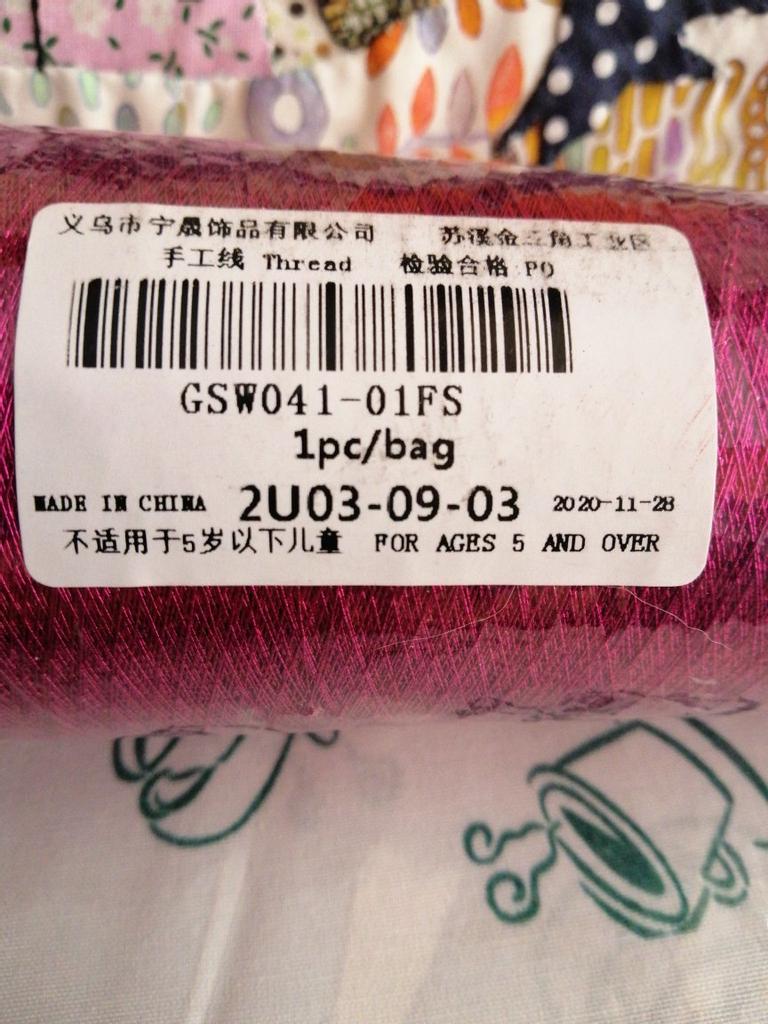 义乌市宁晟饰品有限公司 苏溪金三角工业区
手工线 Thread 检验合格 PQ
GSW041-01FS
1pc/bag
MADE IN CHINA 2U03-09-03 2020-11-28
不适用于5岁以下儿童 FOR AGES 5 AND OVER